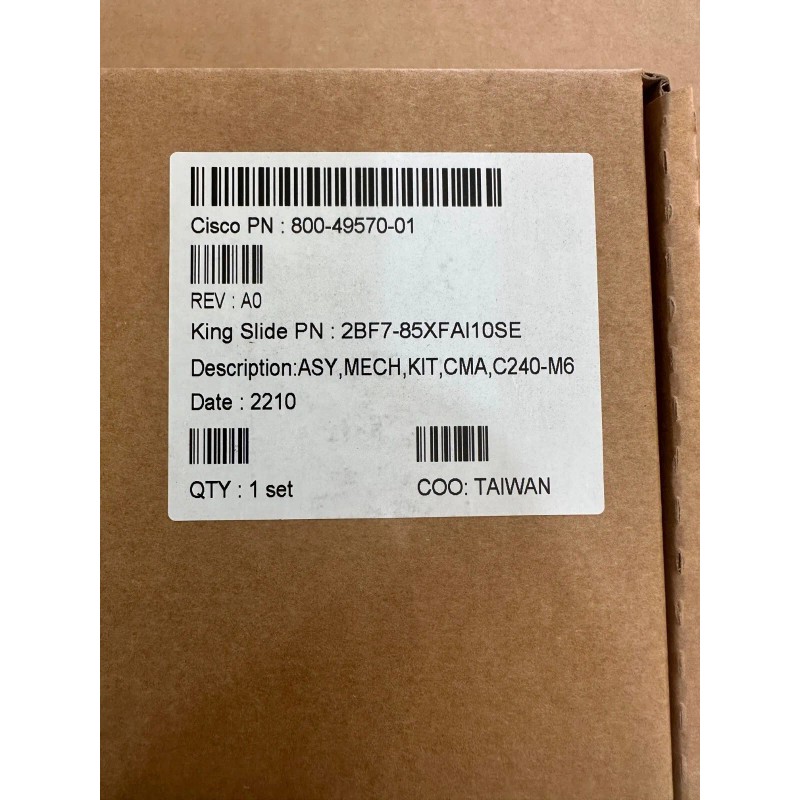 Cisco PN : 800-49570-01
REV : A0
King Slide PN : 2BF7-85XFAI10SE
Description:ASY,MECH,KIT,CMA,C240-M6
Date : 2210
QTY : 1 set COO: TAIWAN